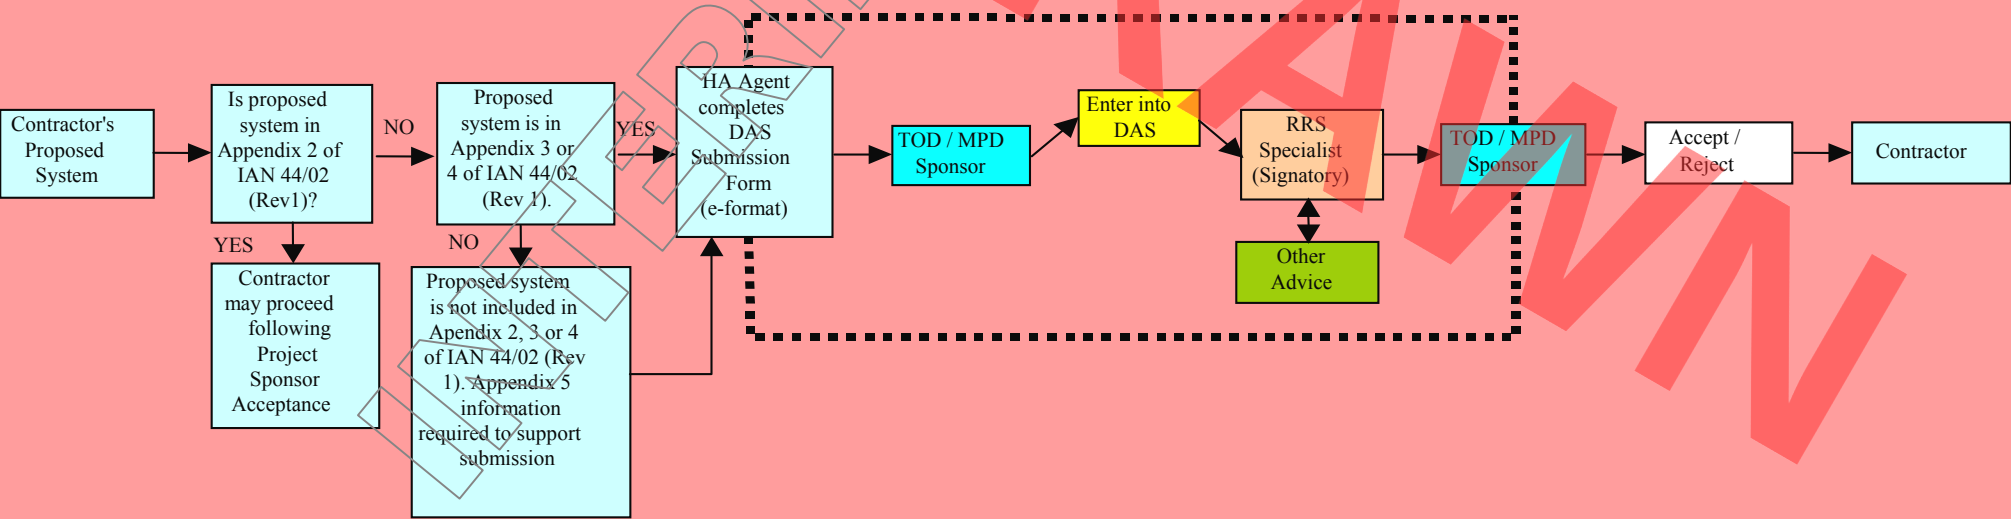 Contractor's
Proposed
System
Is proposed
system in
Appendix 2 of
IAN 44/02
(Rev1)?
NO
YES
Contractor
may proceed
following
Project
Sponsor
Acceptance
Proposed
system is in
Appendix 3 or
4 of IAN 44/02
(Rev 1).
YES
NO
Proposed system
is not included in
Apendix 2, 3 or 4
of IAN 44/02 (Rev
1). Appendix 5
information
required to support
submission
HA Agent
completes
DAS
Submission
Form
(e-format)
TOD / MPD
Sponsor
Enter into
DAS
RRS
Specialist
(Signatory)
Other
Advice
TOD / MPD
Sponsor
Accept /
Reject
Contractor